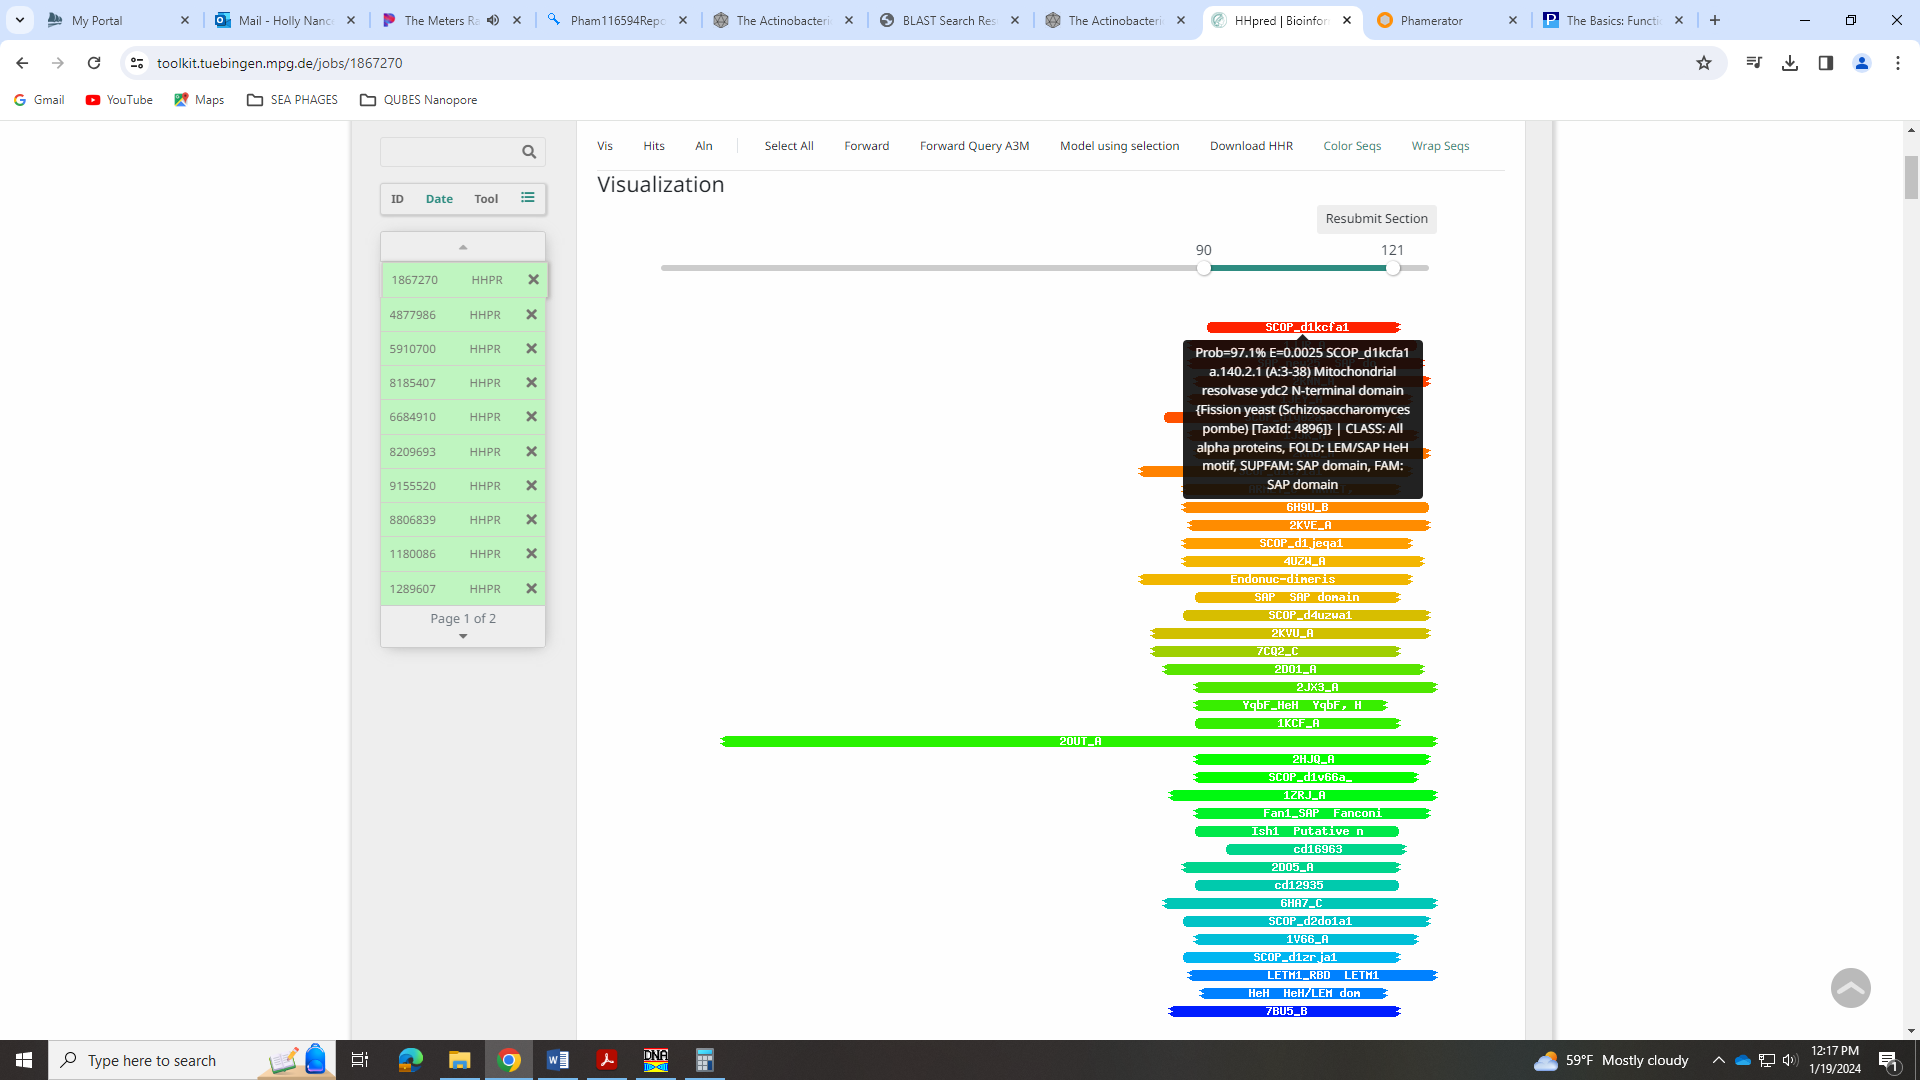 My Portal
Mail - Holly Nance
The Meters Ra
Pham116594Repo
The Actinobacteri
BLAST Search Res
The Actinobacteri
HHpred | Bioinfor
Phamerator
The Basics: Functi
toolkit.tuebingen.mpg.de/jobs/1867270
Gmail
YouTube
Maps
SEA PHAGES
QUBES Nanopore
Vis Hits Aln Select All Forward Forward Query A3M Model using selection Download HHR Color Seqs Wrap Seqs
Visualization
Resubmit Section
90 121
ID Date Tool
1867270 HHPR
4877986 HHPR
5910700 HHPR
8185407 HHPR
6684910 HHPR
8209693 HHPR
9155520 HHPR
8806839 HHPR
1180086 HHPR
1289607 HHPR
Page 1 of 2
SCOP_d1kcfa1
Prob=97.1% E=0.0025 SCOP_d1kcfa1
a.140.2.1 (A:3-38) Mitochondrial
resolvase ydc2 N-terminal domain
{Fission yeast (Schizosaccharomyces
pombe) [TaxId: 4896]} | CLASS: All
alpha proteins, FOLD: LEM/SAP HeH
motif, SUPFAM: SAP domain, FAM:
SAP domain
6H9U_B
2KVE_A
SCOP_d1jeqa1
4UZW_A
Endonuc-dimeris
SAP SAP domain
SCOP_d4uzwa1
2KVU_A
7CQ2_C
2DO1_A
2JX3_A
YqbF_HeH YqbF, H
1KCF_A
2OUT_A
2HJQ_A
SCOP_d1v66a_
1ZRJ_A
Fan1_SAP Fanconi
Ish1 Putative n
cd16963
2DO5_A
cd12935
6HA7_C
SCOP_d2do1a1
1V66_A
SCOP_d1zrja1
LETM1_RBD LETM1
HeH HeH/LEM dom
7BU5_B
Type here to search
DNA
59°F Mostly cloudy
12:17 PM
1/19/2024
1